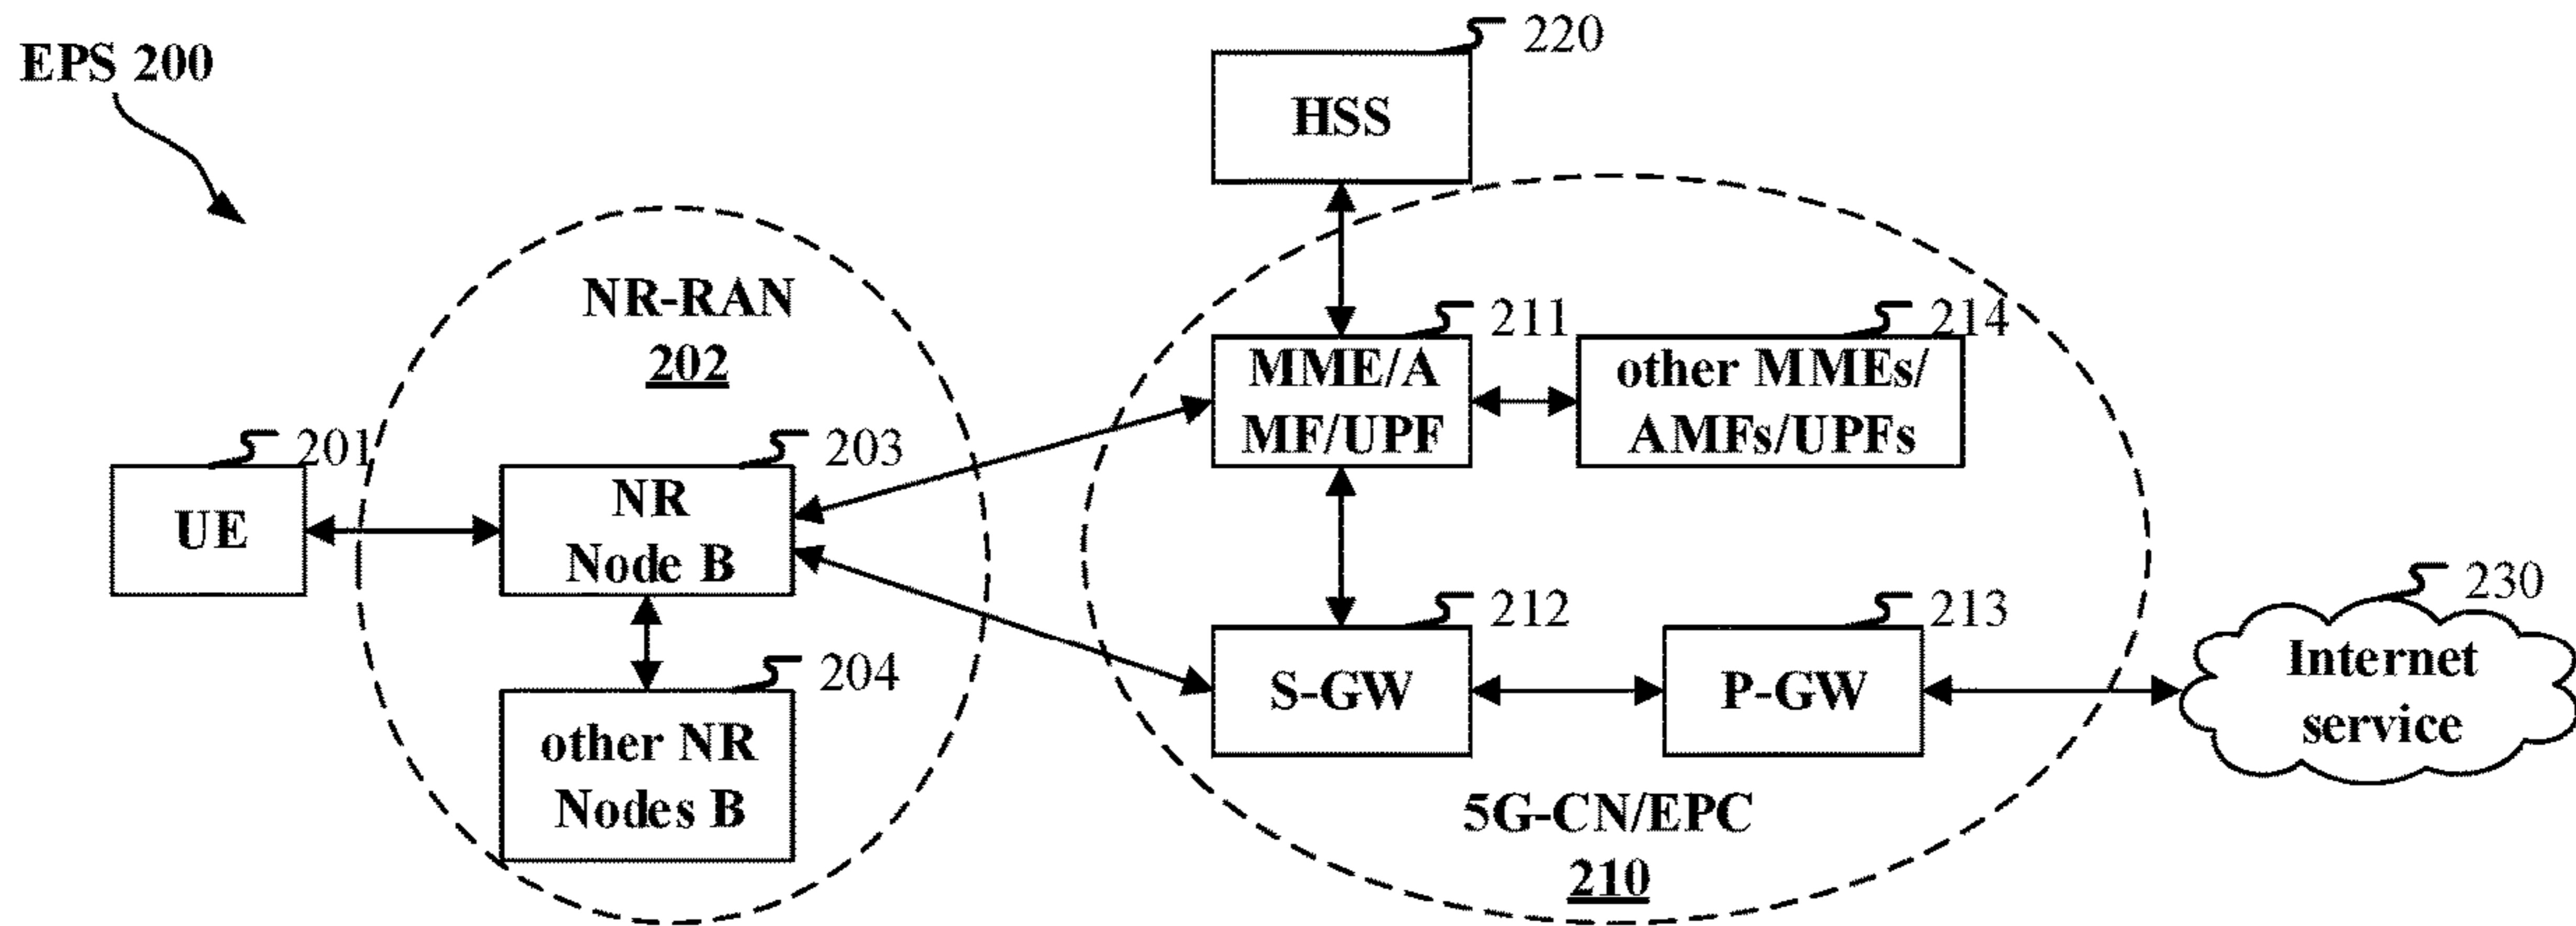 EPS 200
220
HSS
NR-RAN
202
211
MME/A
MF/UPF
214
other MMEs/
AMFs/UPFs
201
UE
203
NR
Node B
204
other NR
Nodes B
212
S-GW
213
P-GW
230
Internet
service
5G-CN/EPC
210